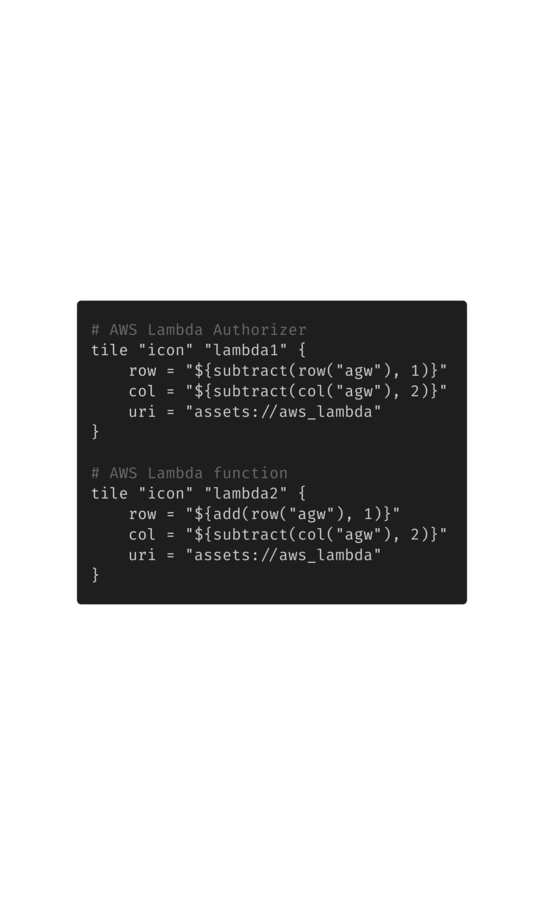 # AWS Lambda Authorizer
tile "icon" "lambda1" {
    row = "${subtract(row("agw"), 1)}"
    col = "${subtract(col("agw"), 2)}"
    uri = "assets://aws_lambda"
}

# AWS Lambda function
tile "icon" "lambda2" {
    row = "${add(row("agw"), 1)}"
    col = "${subtract(col("agw"), 2)}"
    uri = "assets://aws_lambda"
}